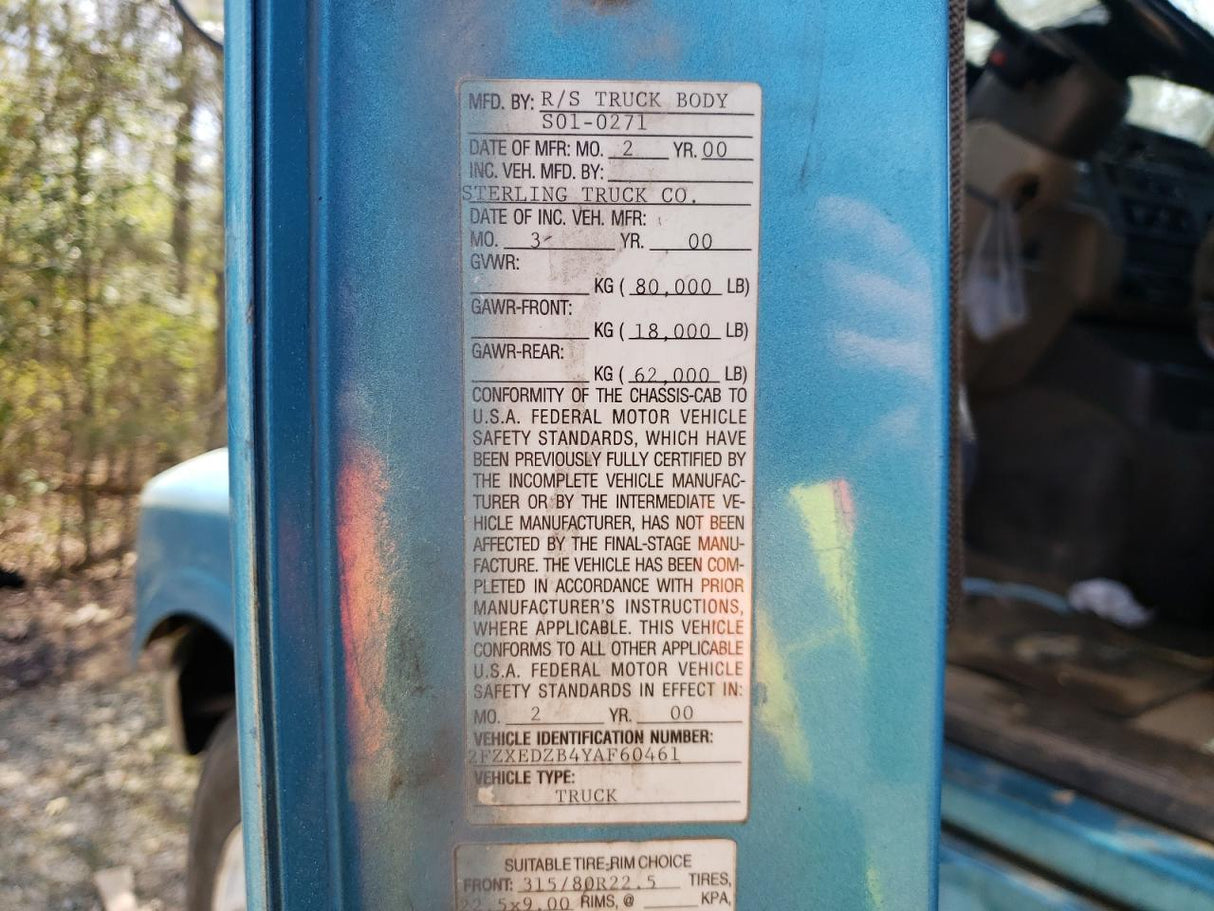 MFD. BY: R/S TRUCK BODY
S01-0271
DATE OF MFR: MO. 2 YR. 00
INC. VEH. MFD. BY:
STERLING TRUCK CO.
DATE OF INC. VEH. MFR:
MO. 3 YR. 00
GVWR:
KG ( 80,000 LB)
GAWR-FRONT:
KG ( 18,000 LB)
GAWR-REAR:
KG ( 62,000 LB)
CONFORMITY OF THE CHASSIS-CAB TO
U.S.A. FEDERAL MOTOR VEHICLE
SAFETY STANDARDS, WHICH HAVE
BEEN PREVIOUSLY FULLY CERTIFIED BY
THE INCOMPLETE VEHICLE MANUFAC-
TURER OR BY THE INTERMEDIATE VE-
HICLE MANUFACTURER, HAS NOT BEEN
AFFECTED BY THE FINAL-STAGE MANU-
FACTURE. THE VEHICLE HAS BEEN COM-
PLETED IN ACCORDANCE WITH PRIOR
MANUFACTURER'S INSTRUCTIONS,
WHERE APPLICABLE. THIS VEHICLE
CONFORMS TO ALL OTHER APPLICABLE
U.S.A. FEDERAL MOTOR VEHICLE
SAFETY STANDARDS IN EFFECT IN:
MO. 2 YR. 00
VEHICLE IDENTIFICATION NUMBER:
2FZXEDZB4YAF60461
VEHICLE TYPE:
TRUCK
SUITABLE TIRE-RIM CHOICE
FRONT: 315/80R22.5 TIRES,
22.5x9.00 RIMS, @ KPA,